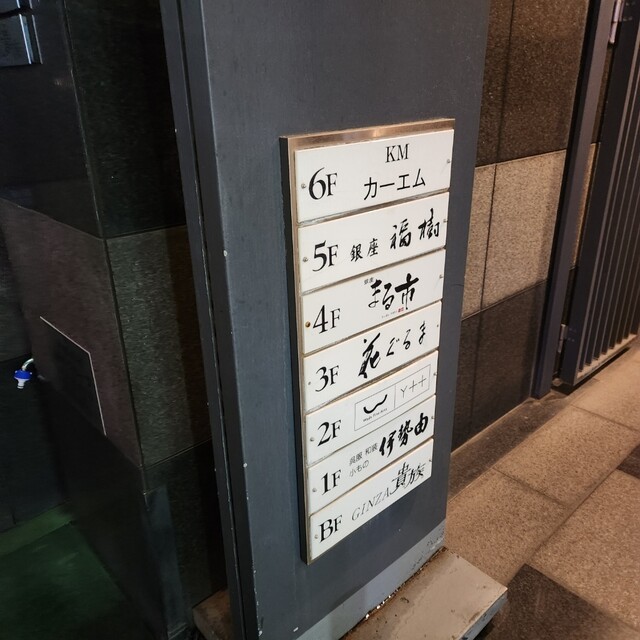 KM
6F カーエム
5F 銀座 福樹
4F まる市
3F 花ぐるま
2F Y++
呉服 和装
1F 小もの 伊勢由
BF GINZA 貴族